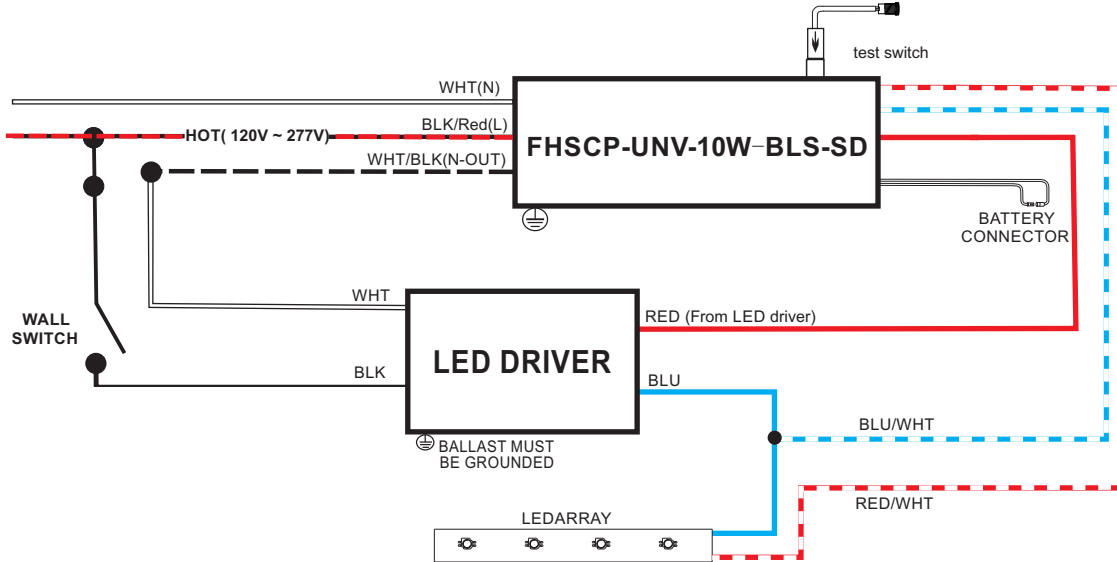 test switch
WHT(N)
BLK/Red(L)
HOT( 120V ~ 277V)
WHT/BLK(N-OUT)
FHSCP-UNV-10W-BLS-SD
BATTERY
CONNECTOR
WHT
WALL
SWITCH
RED (From LED driver)
LED DRIVER
BLK
BLU
BLU/WHT
BALLAST MUST
BE GROUNDED
RED/WHT
LEDARRAY